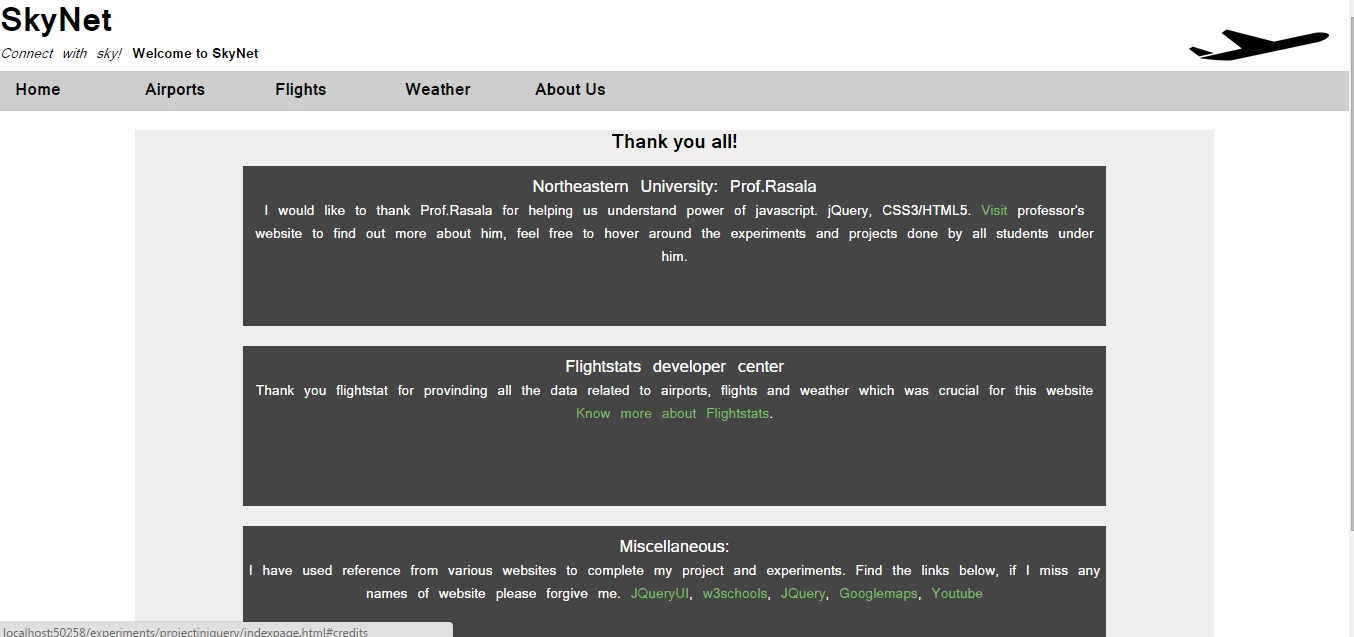 SkyNet
Connect with sky! Welcome to SkyNet
Home Airports Flights Weather About Us
Thank you all!
Northeastern University: Prof.Rasala
I would like to thank Prof.Rasala for helping us understand power of javascript. jQuery, CSS3/HTML5. Visit professor's
website to find out more about him, feel free to hover around the experiments and projects done by all students under
him.
Flightstats developer center
Thank you flightstat for provinding all the data related to airports, flights and weather which was crucial for this website
Know more about Flightstats.
Miscellaneous:
I have used reference from various websites to complete my project and experiments. Find the links below, if I miss any
names of website please forgive me. JQueryUI, w3schools, JQuery, Googlemaps, Youtube
localhost:50258/experiments/projectinjquery/indexpage.html#credits